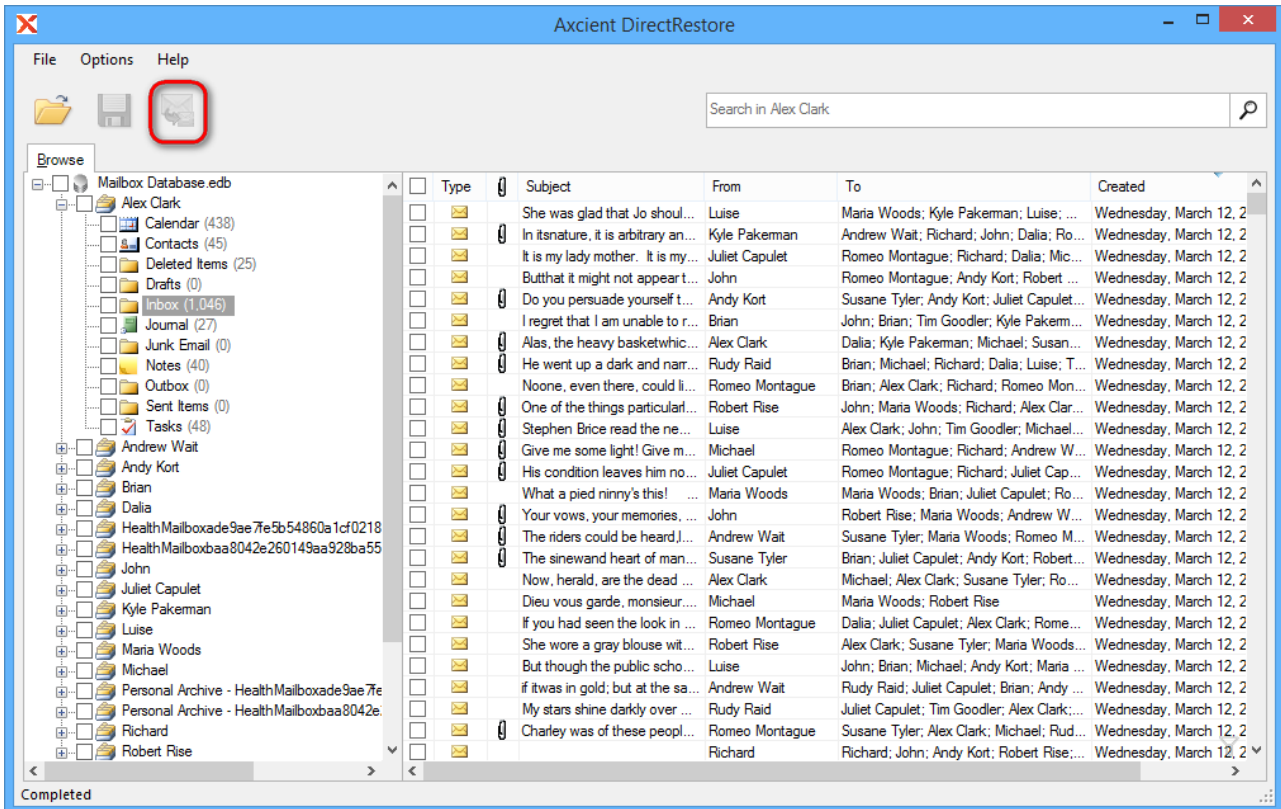 Axcient DirectRestore
File Options Help
Search in Alex Clark
Browse
Mailbox Database.edb
Alex Clark
Calendar (438)
Contacts (45)
Deleted Items (25)
Drafts (0)
Inbox (1,046)
Journal (27)
Junk Email (0)
Notes (40)
Outbox (0)
Sent Items (0)
Tasks (48)
Andrew Wait
Andy Kort
Brian
Dalia
HealthMailboxade9ae7fe5b54860a1cf0218
HealthMailboxbaa8042e260149aa928ba55
John
Juliet Capulet
Kyle Pakerman
Luise
Maria Woods
Michael
Personal Archive - HealthMailboxade9ae7fe
Personal Archive - HealthMailboxbaa8042e
Richard
Robert Rise
Type Subject From To Created
She was glad that Jo shoul... Luise Maria Woods; Kyle Pakerman; Luise; ... Wednesday, March 12, 2
In itsnature, it is arbitrary an... Kyle Pakerman Andrew Wait; Richard; John; Dalia; Ro... Wednesday, March 12, 2
It is my lady mother. It is my... Juliet Capulet Romeo Montague; Richard; Dalia; Mic... Wednesday, March 12, 2
Butthat it might not appear t... John Romeo Montague; Andy Kort; Robert ... Wednesday, March 12, 2
Do you persuade yourself t... Andy Kort Susane Tyler; Andy Kort; Juliet Capulet... Wednesday, March 12, 2
I regret that I am unable to r... Brian John; Brian; Tim Goodler; Kyle Pakerm... Wednesday, March 12, 2
Alas, the heavy basketwhic... Alex Clark Dalia; Kyle Pakerman; Michael; Susan... Wednesday, March 12, 2
He went up a dark and narr... Rudy Raid Brian; Michael; Richard; Dalia; Luise; T... Wednesday, March 12, 2
Noone, even there, could li... Romeo Montague Brian; Alex Clark; Richard; Romeo Mon... Wednesday, March 12, 2
One of the things particularl... Robert Rise John; Maria Woods; Richard; Alex Clar... Wednesday, March 12, 2
Stephen Brice read the ne... Luise Alex Clark; John; Tim Goodler; Michael... Wednesday, March 12, 2
Give me some light! Give m... Michael Romeo Montague; Richard; Andrew W... Wednesday, March 12, 2
His condition leaves him no... Juliet Capulet Romeo Montague; Richard; Juliet Cap... Wednesday, March 12, 2
What a pied ninny's this! ... Maria Woods Maria Woods; Brian; Juliet Capulet; Ro... Wednesday, March 12, 2
Your vows, your memories, ... John Robert Rise; Maria Woods; Andrew W... Wednesday, March 12, 2
The riders could be heard,l... Andrew Wait Susane Tyler; Maria Woods; Romeo M... Wednesday, March 12, 2
The sinewand heart of man... Susane Tyler Brian; Juliet Capulet; Andy Kort; Robert... Wednesday, March 12, 2
Now, herald, are the dead ... Alex Clark Michael; Alex Clark; Susane Tyler; Ro... Wednesday, March 12, 2
Dieu vous garde, monsieur.... Michael Maria Woods; Robert Rise Wednesday, March 12, 2
If you had seen the look in ... Romeo Montague Dalia; Juliet Capulet; Alex Clark; Rome... Wednesday, March 12, 2
She wore a gray blouse wit... Robert Rise Alex Clark; Susane Tyler; Maria Woods... Wednesday, March 12, 2
But though the public scho... Luise John; Brian; Michael; Andy Kort; Maria ... Wednesday, March 12, 2
if itwas in gold; but at the sa... Andrew Wait Rudy Raid; Juliet Capulet; Brian; Andy ... Wednesday, March 12, 2
My stars shine darkly over ... Rudy Raid Juliet Capulet; Tim Goodler; Alex Clark;... Wednesday, March 12, 2
Charley was of these peopl... Romeo Montague Susane Tyler; Alex Clark; Michael; Rud... Wednesday, March 12, 2
Richard Richard; John; Andy Kort; Robert Rise;... Wednesday, March 12, 2
Completed